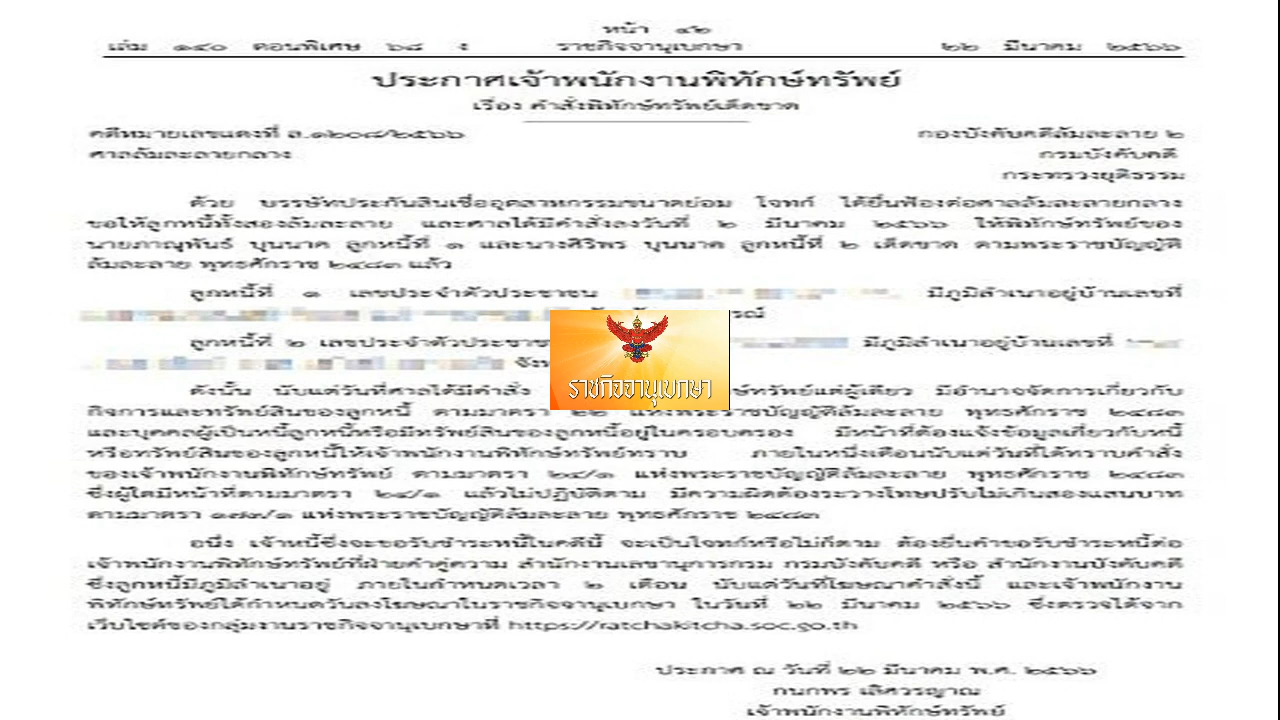 หน้า ๔๒
เล่ม ๑๔๐ ตอนพิเศษ ๖๘ ง ราชกิจจานุเบกษา ๒๒ มีนาคม ๒๕๖๖
ประกาศเจ้าพนักงานพิทักษ์ทรัพย์
เรื่อง คำสั่งพิทักษ์ทรัพย์เด็ดขาด
คดีหมายเลขแดงที่ ล.๑๒๐๘/๒๕๖๖ กองบังคับคดีล้มละลาย ๒
ศาลล้มละลายกลาง กรมบังคับคดี
กระทรวงยุติธรรม
ด้วย บรรษัทประกันสินเชื่ออุตสาหกรรมขนาดย่อม โจทก์ ได้ยื่นฟ้องต่อศาลล้มละลายกลาง
ขอให้ลูกหนี้ทั้งสองล้มละลาย และศาลได้มีคำสั่งลงวันที่ ๒ มีนาคม ๒๕๖๖ ให้พิทักษ์ทรัพย์ของ
นายภาณุพันธ์ บุนนาค ลูกหนี้ที่ ๑ และนางศิริพร บุนนาค ลูกหนี้ที่ ๒ เด็ดขาด ตามพระราชบัญญัติ
ล้มละลาย พุทธศักราช ๒๔๘๓ แล้ว
ลูกหนี้ที่ ๑ เลขประจำตัวประชาชน มีภูมิลำเนาอยู่บ้านเลขที่
ลูกหนี้ที่ ๒ เลขประจำตัวประชาช มีภูมิลำเนาอยู่บ้านเลขที่
ราชกิจจานุเบกษา
ดังนั้น นับแต่วันที่ศาลได้มีคำสั่ง ษ์ทรัพย์แต่ผู้เดียว มีอำนาจจัดการเกี่ยวกับ
กิจการและทรัพย์สินของลูกหนี้ ตามมาตรา ๒๒ แห่งพระราชบัญญัติล้มละลาย พุทธศักราช ๒๔๘๓
และบุคคลผู้เป็นหนี้ลูกหนี้หรือมีทรัพย์สินของลูกหนี้อยู่ในครอบครอง มีหน้าที่ต้องแจ้งข้อมูลเกี่ยวกับหนี้
หรือทรัพย์สินของลูกหนี้ให้เจ้าพนักงานพิทักษ์ทรัพย์ทราบ ภายในหนึ่งเดือนนับแต่วันที่ได้ทราบคำสั่ง
ของเจ้าพนักงานพิทักษ์ทรัพย์ ตามมาตรา ๒๔/๑ แห่งพระราชบัญญัติล้มละลาย พุทธศักราช ๒๔๘๓
ซึ่งผู้ใดมีหน้าที่ตามมาตรา ๒๔/๑ แล้วไม่ปฏิบัติตาม มีความผิดต้องระวางโทษปรับไม่เกินสองแสนบาท
ตามมาตรา ๑๗๓/๑ แห่งพระราชบัญญัติล้มละลาย พุทธศักราช ๒๔๘๓
อนึ่ง เจ้าหนี้ซึ่งจะขอรับชำระหนี้ในคดีนี้ จะเป็นโจทก์หรือไม่ก็ตาม ต้องยื่นคำขอรับชำระหนี้ต่อ
เจ้าพนักงานพิทักษ์ทรัพย์ที่ฝ่ายคำคู่ความ สำนักงานเลขานุการกรม กรมบังคับคดี หรือ สำนักงานบังคับคดี
ซึ่งลูกหนี้มีภูมิลำเนาอยู่ ภายในกำหนดเวลา ๒ เดือน นับแต่วันที่โฆษณาคำสั่งนี้ และเจ้าพนักงาน
พิทักษ์ทรัพย์ได้กำหนดวันลงโฆษณาในราชกิจจานุเบกษา ในวันที่ ๒๒ มีนาคม ๒๕๖๖ ซึ่งตรวจได้จาก
เว็บไซต์ของกลุ่มงานราชกิจจานุเบกษาที่ https://ratchakitcha.soc.go.th
ประกาศ ณ วันที่ ๒๒ มีนาคม พ.ศ. ๒๕๖๖
กนกพร เลิศวรญาณ
เจ้าพนักงานพิทักษ์ทรัพย์